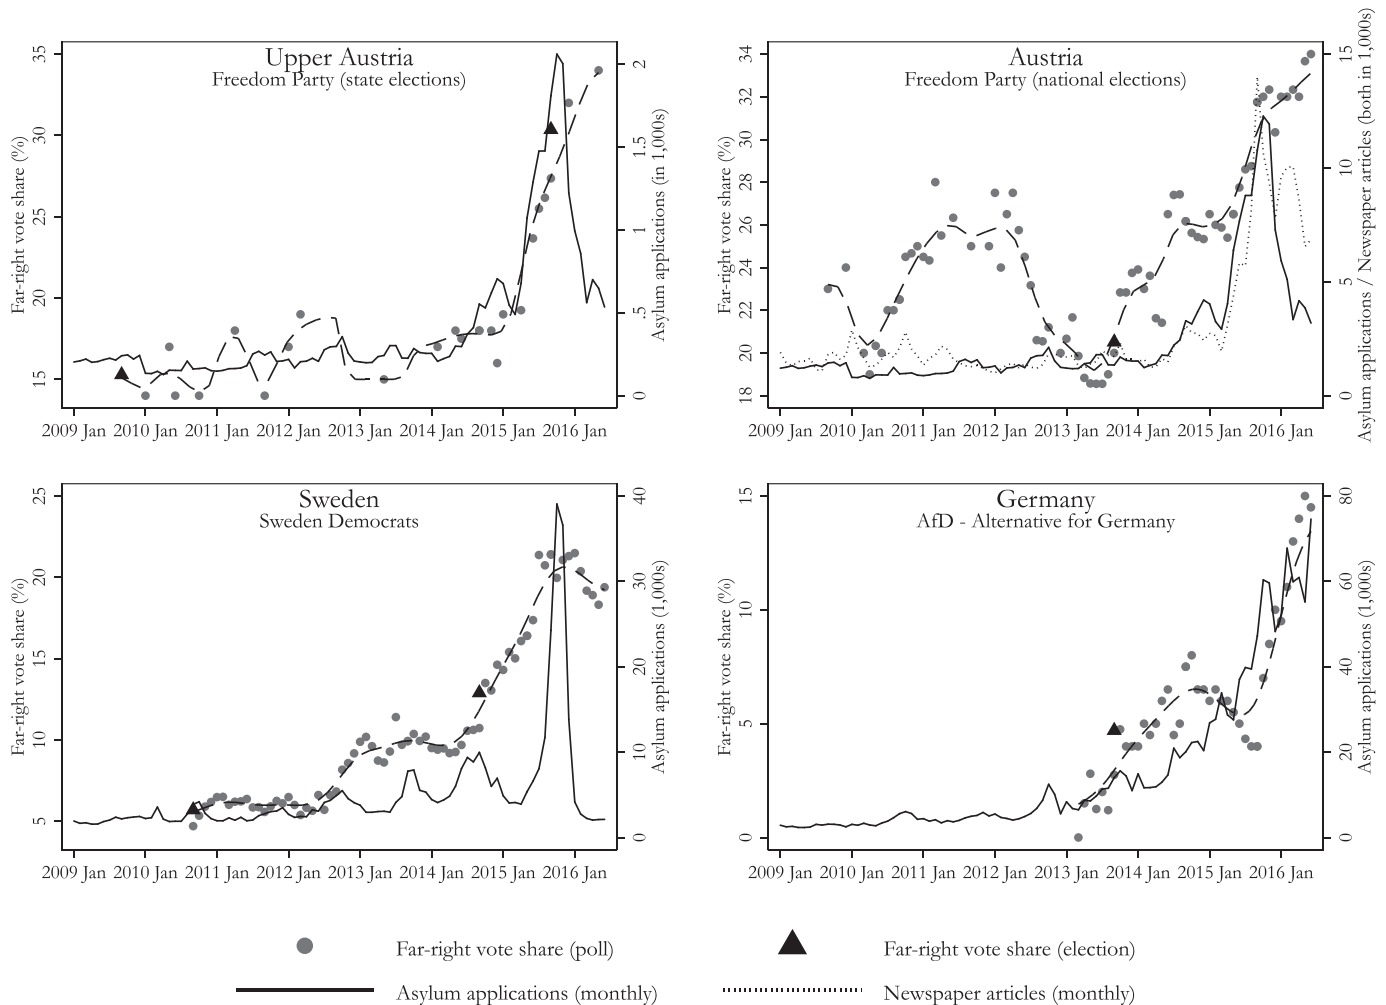 Upper Austria
Freedom Party (state elections)
Far-right vote share (%)
35
30
25
20
15
Asylum applications (in 1,000s)
2
1.5
1
.5
0
2009 Jan 2010 Jan 2011 Jan 2012 Jan 2013 Jan 2014 Jan 2015 Jan 2016 Jan
Austria
Freedom Party (national elections)
Far-right vote share (%)
34
32
30
28
26
24
22
20
18
Asylum applications / Newspaper articles (both in 1,000s)
15
10
5
0
2009 Jan 2010 Jan 2011 Jan 2012 Jan 2013 Jan 2014 Jan 2015 Jan 2016 Jan
Sweden
Sweden Democrats
Far-right vote share (%)
25
20
15
10
5
Asylum applications (1,000s)
40
30
20
10
0
2009 Jan 2010 Jan 2011 Jan 2012 Jan 2013 Jan 2014 Jan 2015 Jan 2016 Jan
Germany
AfD - Alternative for Germany
Far-right vote share (%)
15
10
5
0
Asylum applications (1,000s)
80
60
40
20
0
2009 Jan 2010 Jan 2011 Jan 2012 Jan 2013 Jan 2014 Jan 2015 Jan 2016 Jan
Far-right vote share (poll)
Far-right vote share (election)
Asylum applications (monthly)
Newspaper articles (monthly)